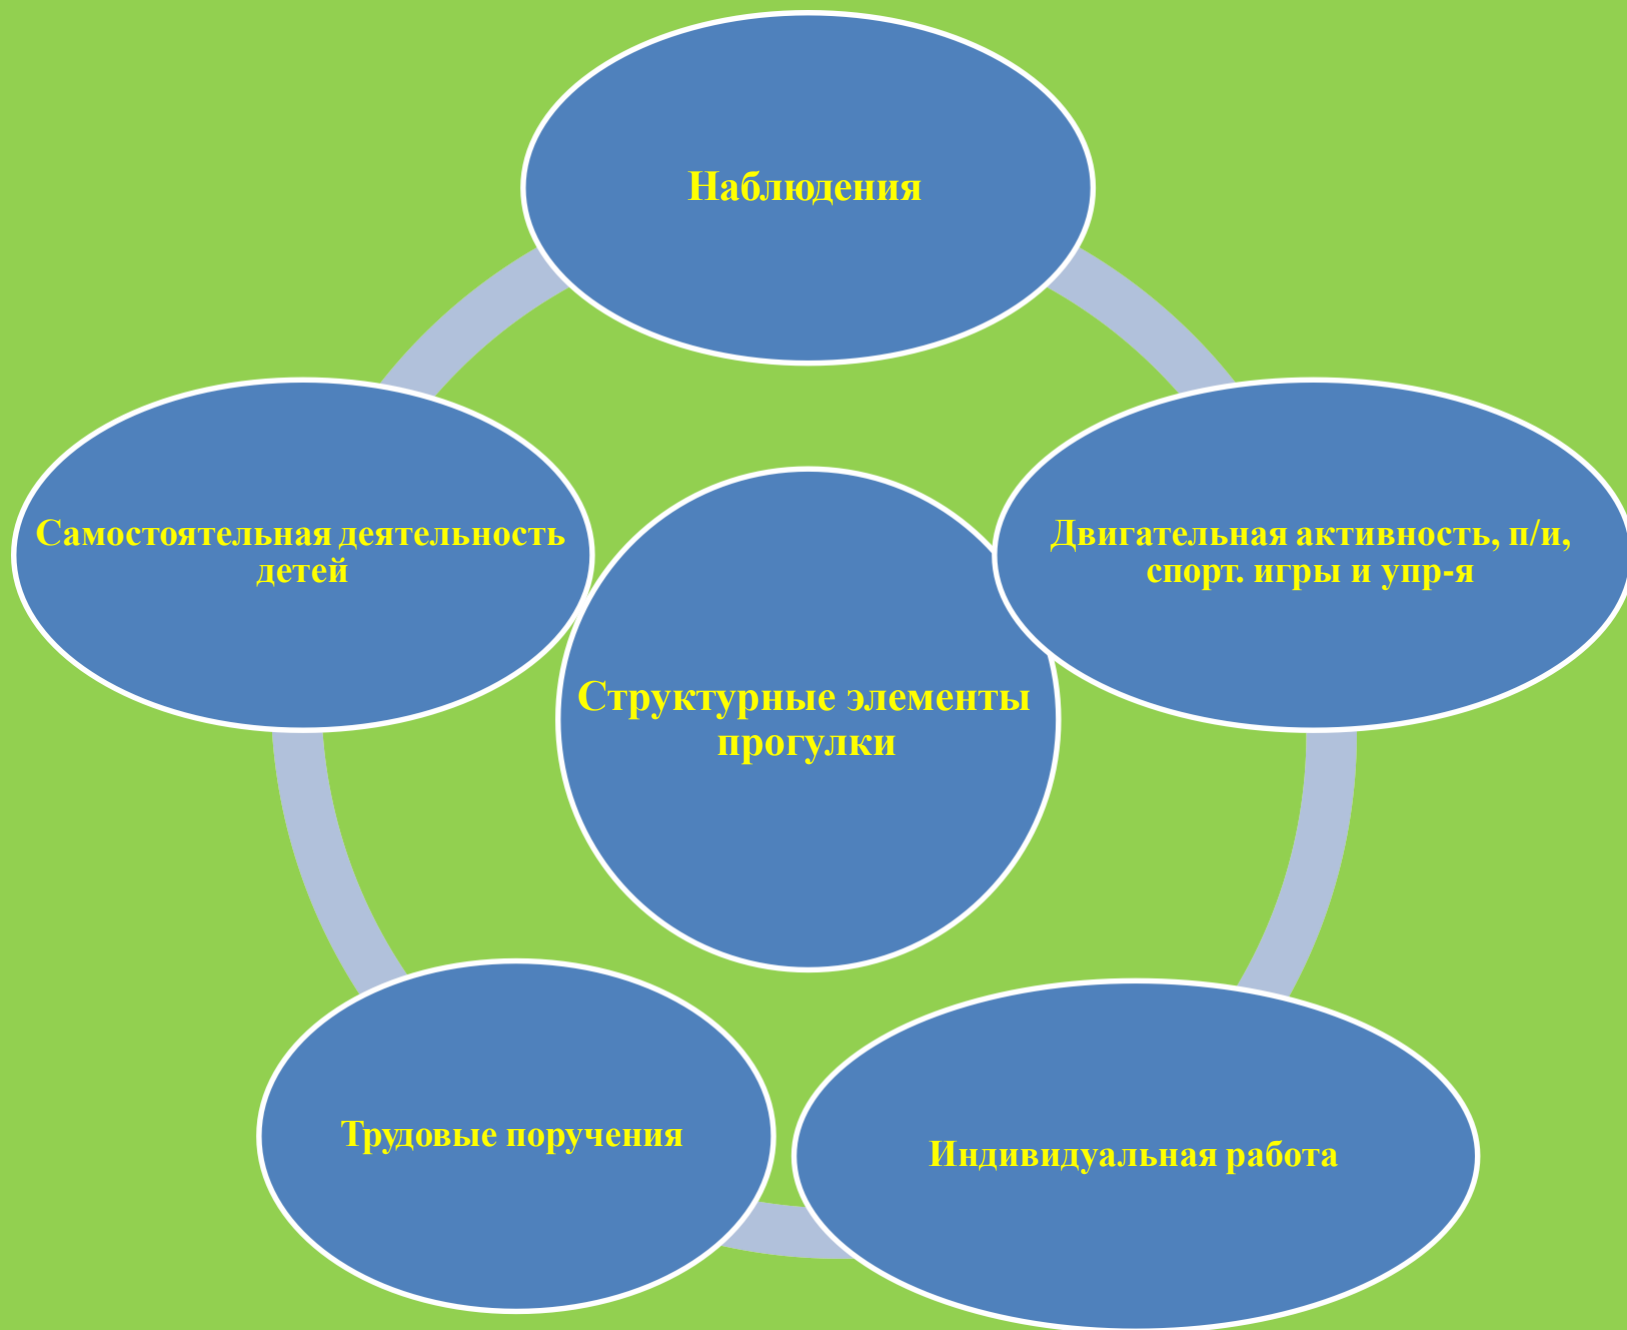 Наблюдения
Самостоятельная деятельность
детей
Двигательная активность, п/и,
спорт. игры и упр-я
Структурные элементы
прогулки
Трудовые поручения
Индивидуальная работа